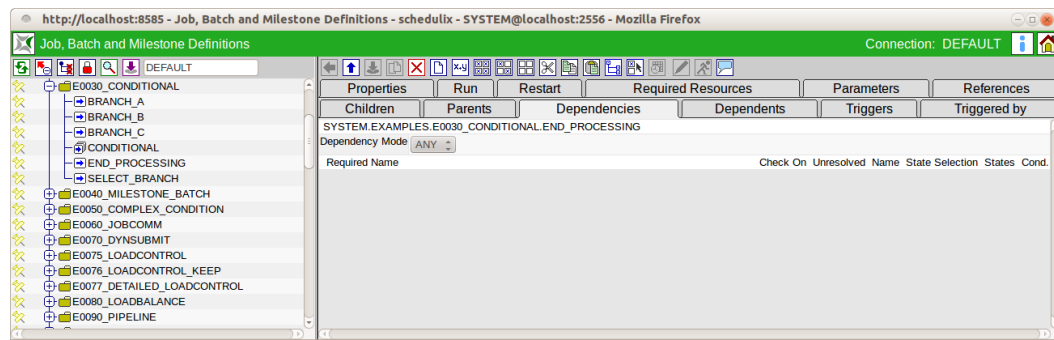 http://localhost:8585 - Job, Batch and Milestone Definitions - schedulix - SYSTEM@localhost:2556 - Mozilla Firefox
Job, Batch and Milestone Definitions
Connection: DEFAULT
DEFAULT
E0030_CONDITIONAL
BRANCH_A
BRANCH_B
BRANCH_C
CONDITIONAL
END_PROCESSING
SELECT_BRANCH
E0040_MILESTONE_BATCH
E0050_COMPLEX_CONDITION
E0060_JOBCOMM
E0070_DYNSUBMIT
E0075_LOADCONTROL
E0076_LOADCONTROL_KEEP
E0077_DETAILED_LOADCONTROL
E0080_LOADBALANCE
E0090_PIPELINE
x-y
Properties Run Restart Required Resources Parameters References
Children Parents Dependencies Dependents Triggers Triggered by
SYSTEM.EXAMPLES.E0030_CONDITIONAL.END_PROCESSING
Dependency Mode ANY
Required Name Check On Unresolved Name State Selection States Cond.